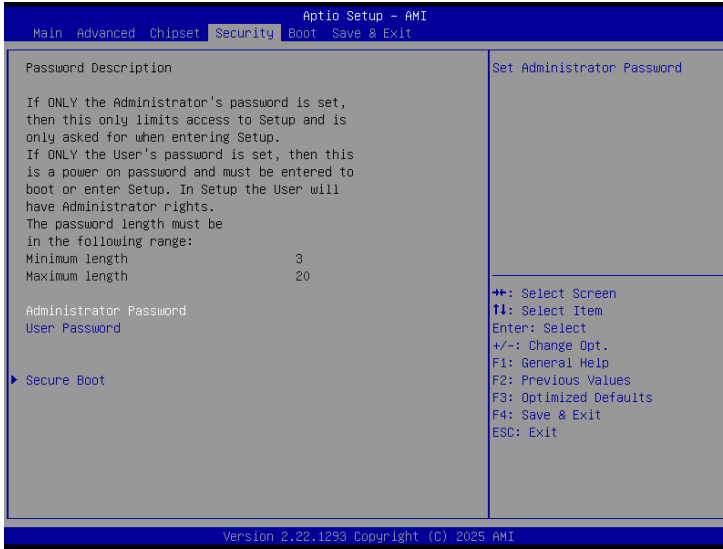 Aptio Setup – AMI
Main Advanced Chipset Security Boot Save & Exit
Password Description
If ONLY the Administrator's password is set,
then this only limits access to Setup and is
only asked for when entering Setup.
If ONLY the User's password is set, then this
is a power on password and must be entered to
boot or enter Setup. In Setup the User will
have Administrator rights.
The password length must be
in the following range:
Minimum length 3
Maximum length 20
Administrator Password
User Password
Secure Boot
Set Administrator Password
→←: Select Screen
↑↓: Select Item
Enter: Select
+/-: Change Opt.
F1: General Help
F2: Previous Values
F3: Optimized Defaults
F4: Save & Exit
ESC: Exit
Version 2.22.1293 Copyright (C) 2025 AMI